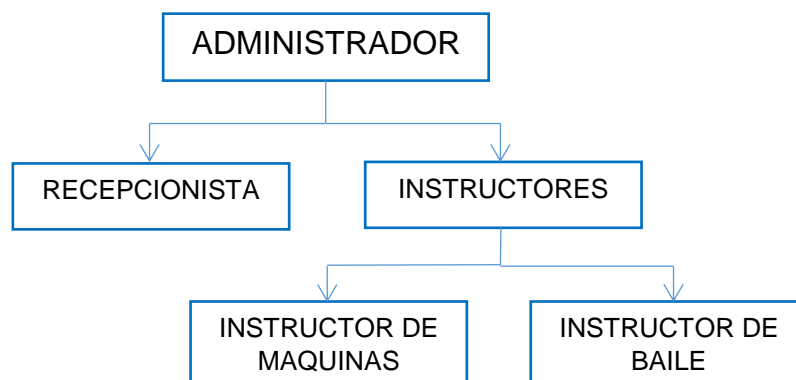 ADMINISTRADOR
RECEPCIONISTA
INSTRUCTORES
INSTRUCTOR DE
MAQUINAS
INSTRUCTOR DE
BAILE